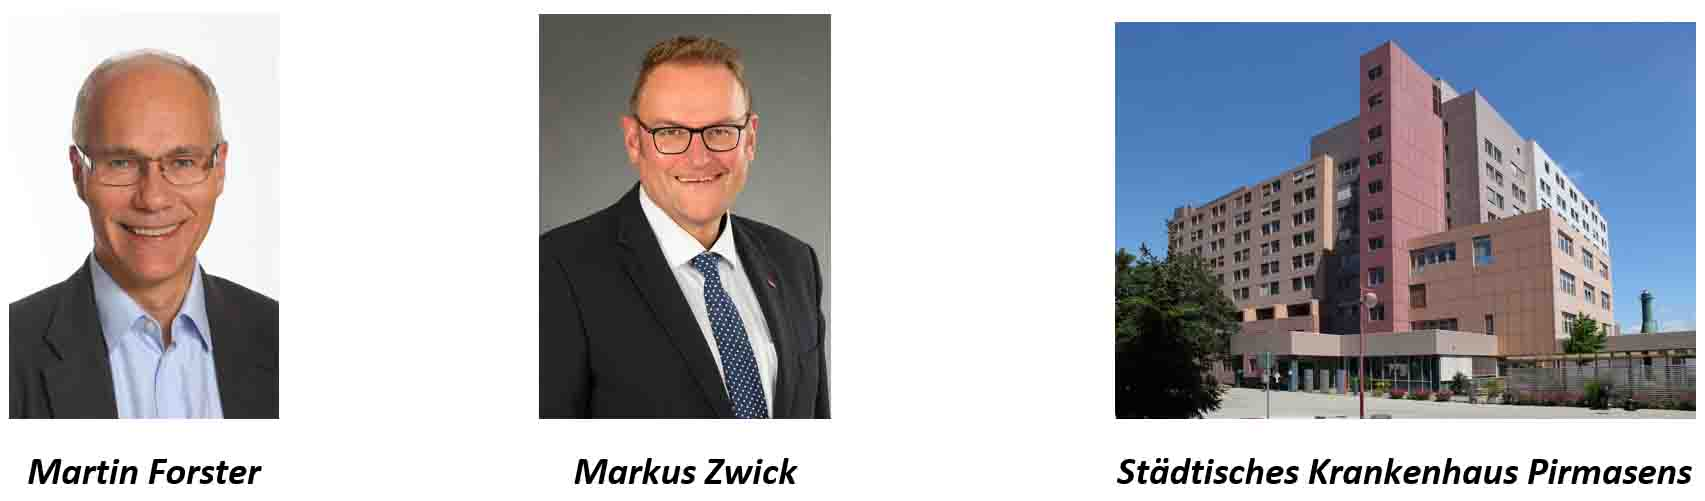 Martin Forster
Markus Zwick
Städtisches Krankenhaus Pirmasens